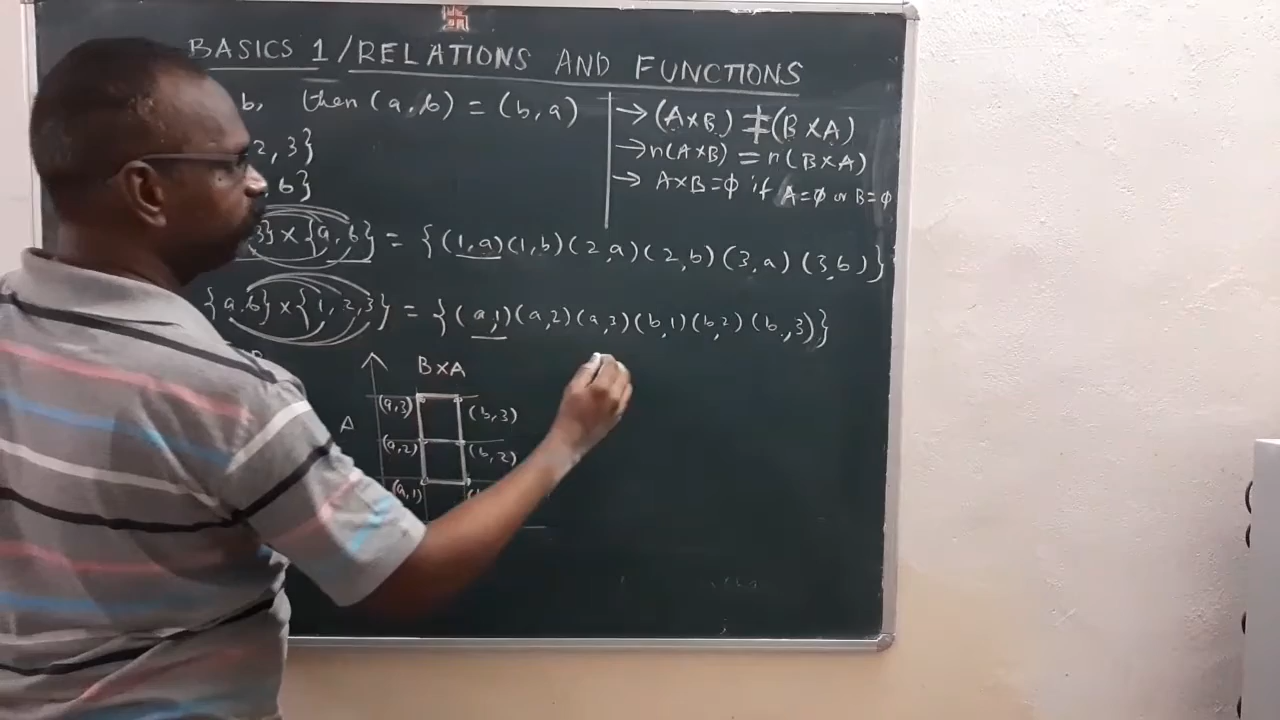 BASICS 1 / RELATIONS AND FUNCTIONS
b, then (a, b) = (b, a)
2, 3}
, b}
3} × {a, b} = {(1, a)(1, b)(2, a)(2, b)(3, a)(3, b)}
{a, b} × {1, 2, 3} = {(a, 1)(a, 2)(a, 3)(b, 1)(b, 2)(b, 3)}
→ (A×B) ≠ (B×A)
→ n(A×B) = n(B×A)
→ A×B = ϕ if A=ϕ or B=ϕ
B×A
(a,3) (b,3)
A
(a,2) (b,2)
(a,1)